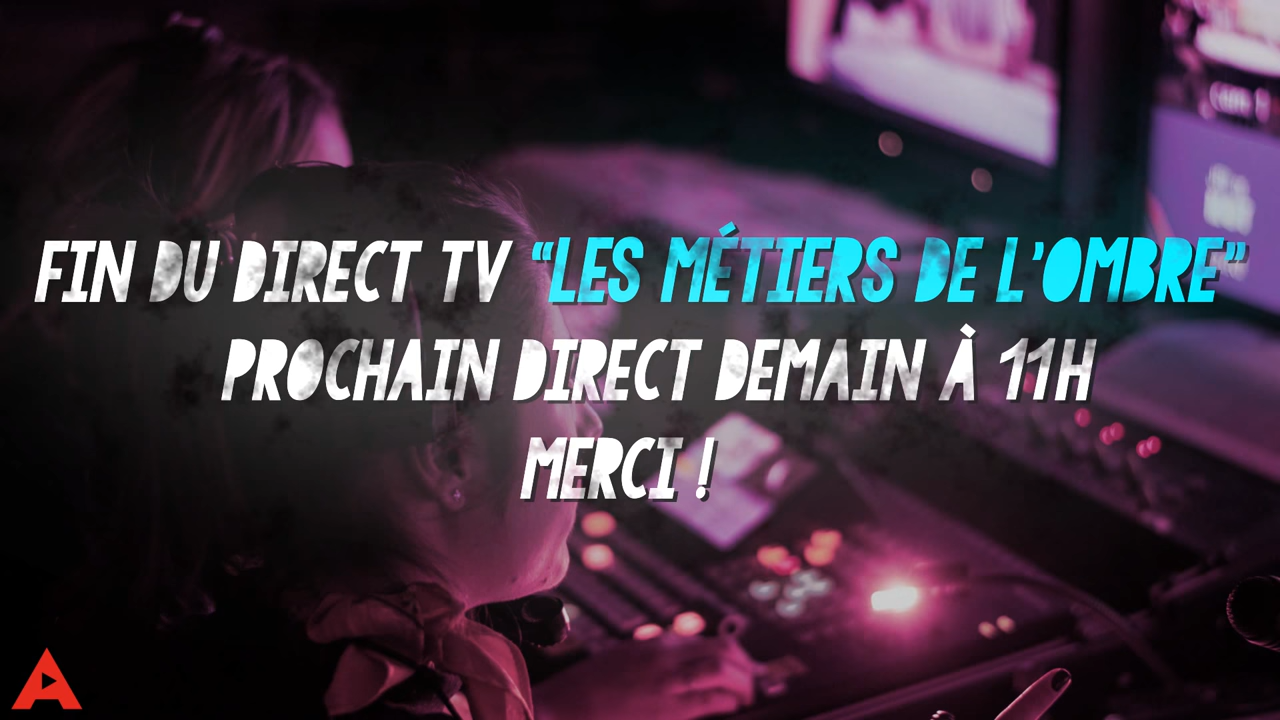 FIN DU DIRECT TV “LES MÉTIERS DE L’OMBRE”
PROCHAIN DIRECT DEMAIN À 11H
MERCI !